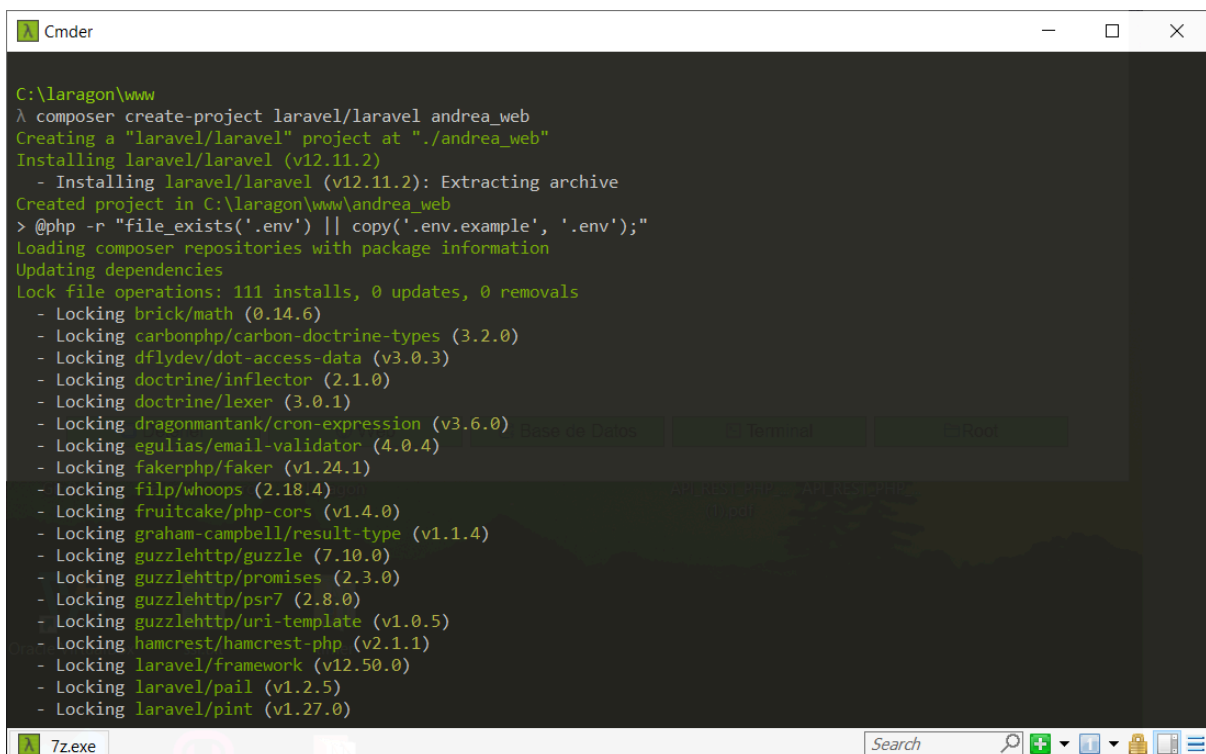 Cmder
C:\laragon\www
λ composer create-project laravel/laravel andrea_web
Creating a "laravel/laravel" project at "./andrea_web"
Installing laravel/laravel (v12.11.2)
- Installing laravel/laravel (v12.11.2): Extracting archive
Created project in C:\laragon\www\andrea_web
> @php -r "file_exists('.env') || copy('.env.example', '.env');"
Loading composer repositories with package information
Updating dependencies
Lock file operations: 111 installs, 0 updates, 0 removals
- Locking brick/math (0.14.6)
- Locking carbonphp/carbon-doctrine-types (3.2.0)
- Locking dflydev/dot-access-data (v3.0.3)
- Locking doctrine/inflector (2.1.0)
- Locking doctrine/lexer (3.0.1)
- Locking dragonmantank/cron-expression (v3.6.0)
Base de Datos Terminal Root
- Locking egulias/email-validator (4.0.4)
- Locking fakerphp/faker (v1.24.1)
- Locking filp/whoops (2.18.4)
- Locking fruitcake/php-cors (v1.4.0)
- Locking graham-campbell/result-type (v1.1.4)
- Locking guzzlehttp/guzzle (7.10.0)
- Locking guzzlehttp/promises (2.3.0)
- Locking guzzlehttp/psr7 (2.8.0)
- Locking guzzlehttp/uri-template (v1.0.5)
- Locking hamcrest/hamcrest-php (v2.1.1)
- Locking laravel/framework (v12.50.0)
- Locking laravel/pail (v1.2.5)
- Locking laravel/pint (v1.27.0)
7z.exe Search